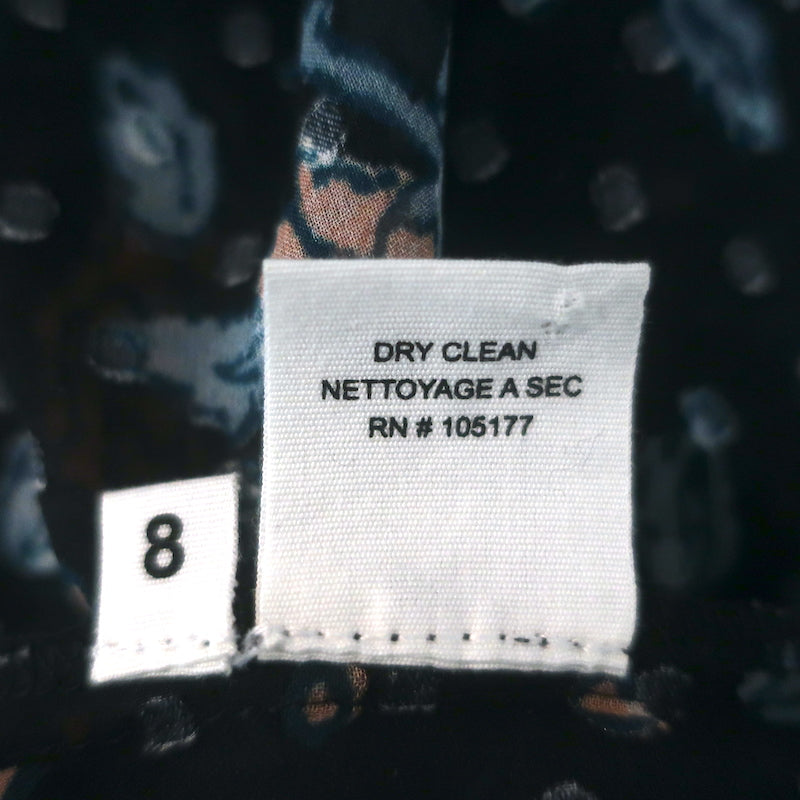 DRY CLEAN
NETTOYAGE A SEC
RN # 105177
8